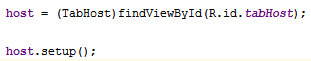 host = (TabHost)findViewById(R.id.tabHost);
host.setup();